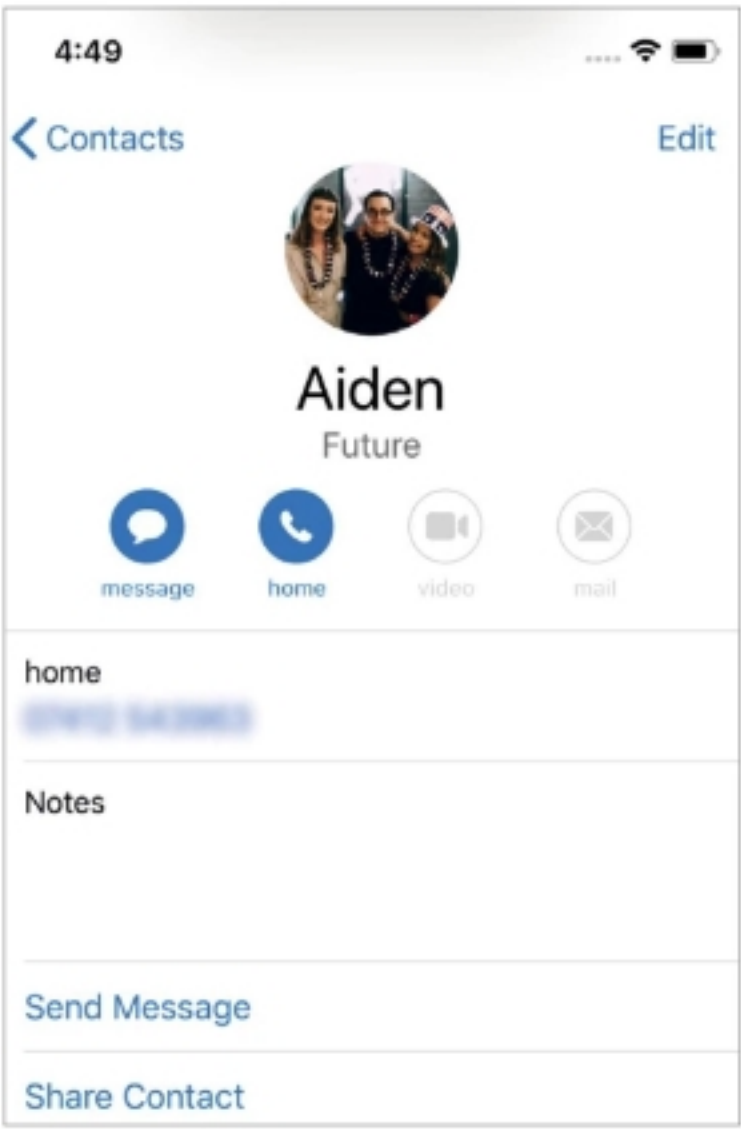 4:49
Contacts
Edit
Aiden
Future
message
home
video
mail
home
Notes
Send Message
Share Contact